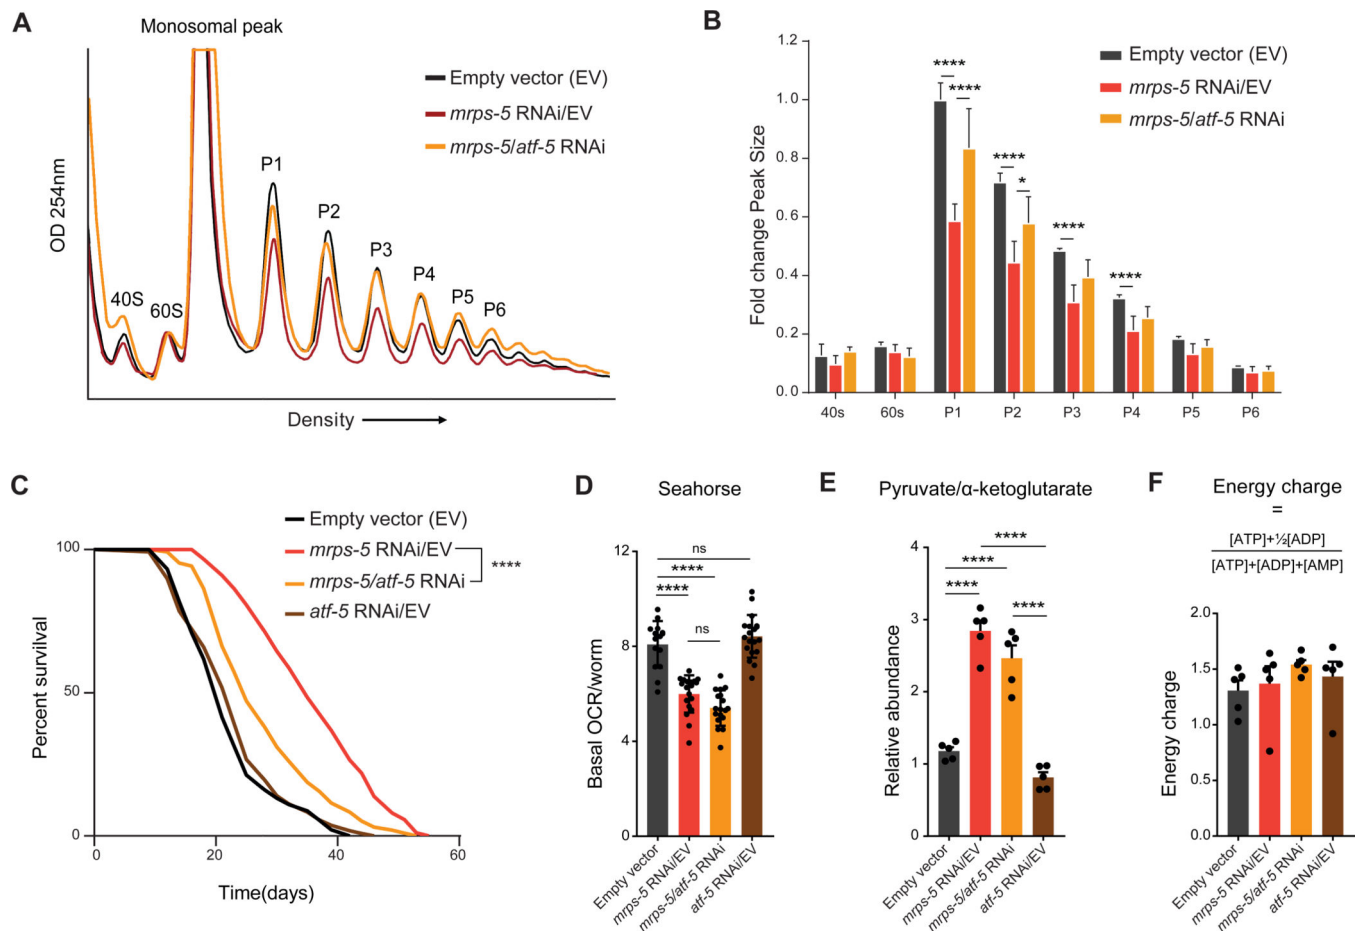 A
Monosomal peak
Empty vector (EV)
mrps-5 RNAi/EV
mrps-5/atf-5 RNAi
OD 254nm
40S
60S
P1
P2
P3
P4
P5
P6
Density
B
Empty vector (EV)
mrps-5 RNAi/EV
mrps-5/atf-5 RNAi
Fold change Peak Size
1.2
1.0
0.8
0.6
0.4
0.2
0.0
****
****
****
*
****
****
40s
60s
P1
P2
P3
P4
P5
P6
C
Empty vector (EV)
mrps-5 RNAi/EV
mrps-5/atf-5 RNAi
atf-5 RNAi/EV
****
Percent survival
100
50
0
0
20
40
60
Time(days)
D
Seahorse
Basal OCR/worm
12
8
4
0
ns
****
****
ns
Empty vector
mrps-5 RNAi/EV
mrps-5/atf-5 RNAi
atf-5 RNAi/EV
E
Pyruvate/α-ketoglutarate
Relative abundance
4
3
2
1
0
****
****
****
****
Empty vector
mrps-5 RNAi/EV
mrps-5/atf-5 RNAi
atf-5 RNAi/EV
F
Energy charge
=
[ATP]+½[ADP]
[ATP]+[ADP]+[AMP]
Energy charge
2.0
1.5
1.0
0.5
0.0
Empty vector
mrps-5 RNAi/EV
mrps-5/atf-5 RNAi
atf-5 RNAi/EV